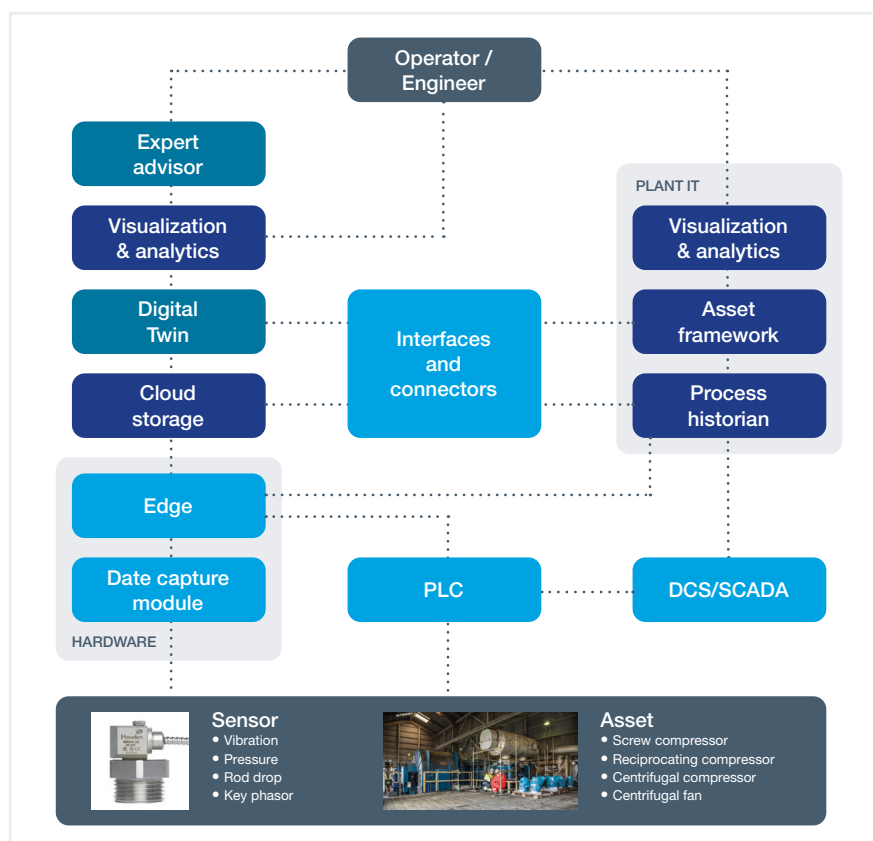 Operator /
Engineer
Expert
advisor
PLANT IT
Visualization
& analytics
Visualization
& analytics
Digital
Twin
Interfaces
and
connectors
Asset
framework
Cloud
storage
Process
historian
Edge
Date capture
module
PLC
DCS/SCADA
HARDWARE
Sensor
• Vibration
• Pressure
• Rod drop
• Key phasor
Howden
Asset
• Screw compressor
• Reciprocating compressor
• Centrifugal compressor
• Centrifugal fan